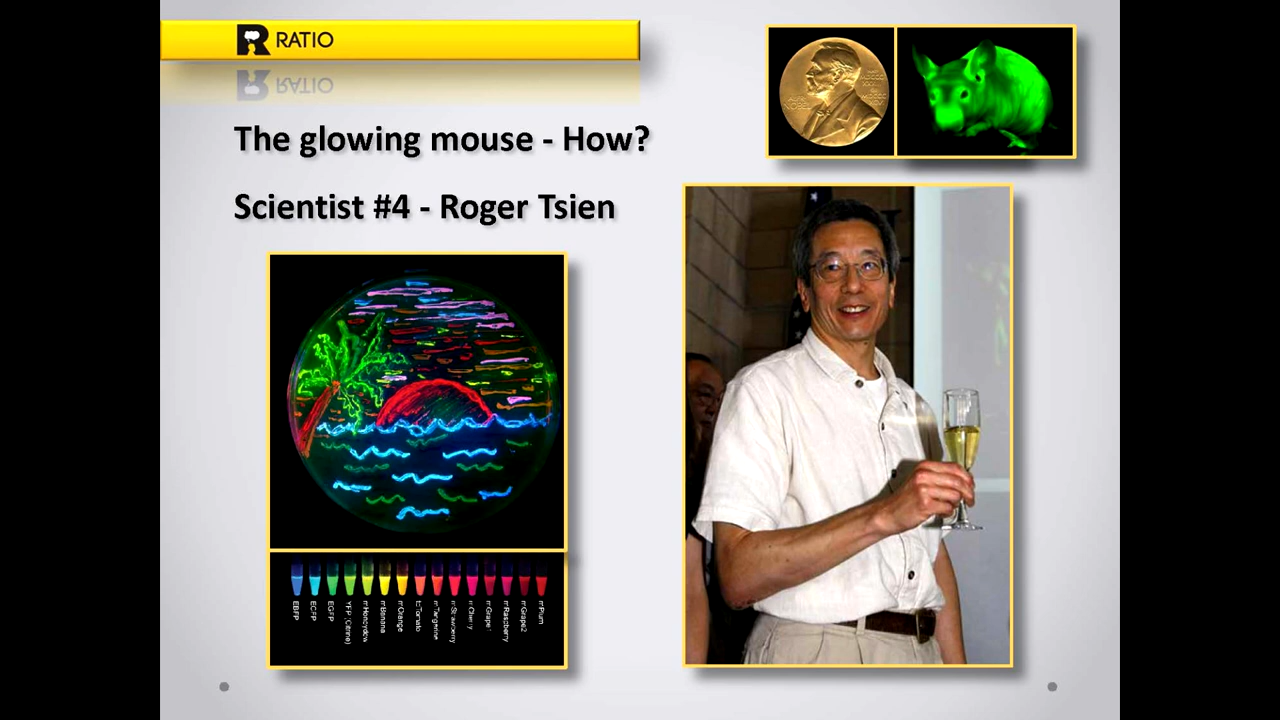 RATIO
The glowing mouse - How?
Scientist #4 - Roger Tsien
EBFP
ECFP
EGFP
YFP (Citrine)
mHoneydew
mBanana
mOrange
tdTomato
mTangerine
mStrawberry
mCherry
mGrape1
mRaspberry
mGrape2
mPlum